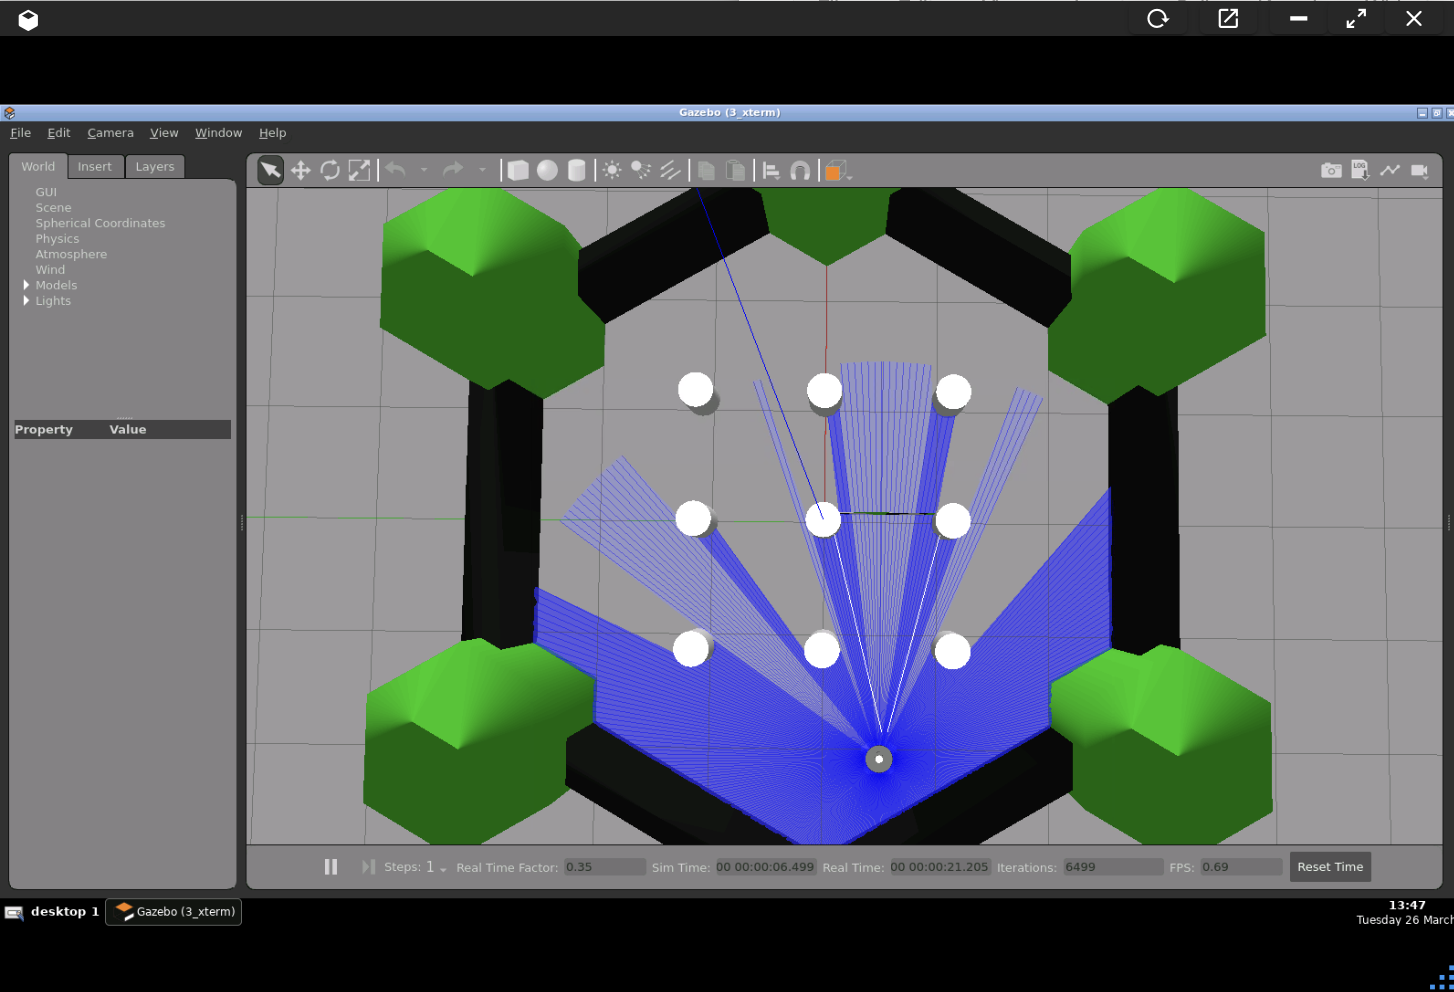 Gazebo (3_xterm)
File Edit Camera View Window Help
World Insert Layers
GUI
Scene
Spherical Coordinates
Physics
Atmosphere
Wind
Models
Lights
Property Value
LOG
Steps: 1 Real Time Factor: 0.35 Sim Time: 00 00:00:06.499 Real Time: 00 00:00:21.205 Iterations: 6499 FPS: 0.69 Reset Time
desktop 1 Gazebo (3_xterm)
13:47
Tuesday 26 March